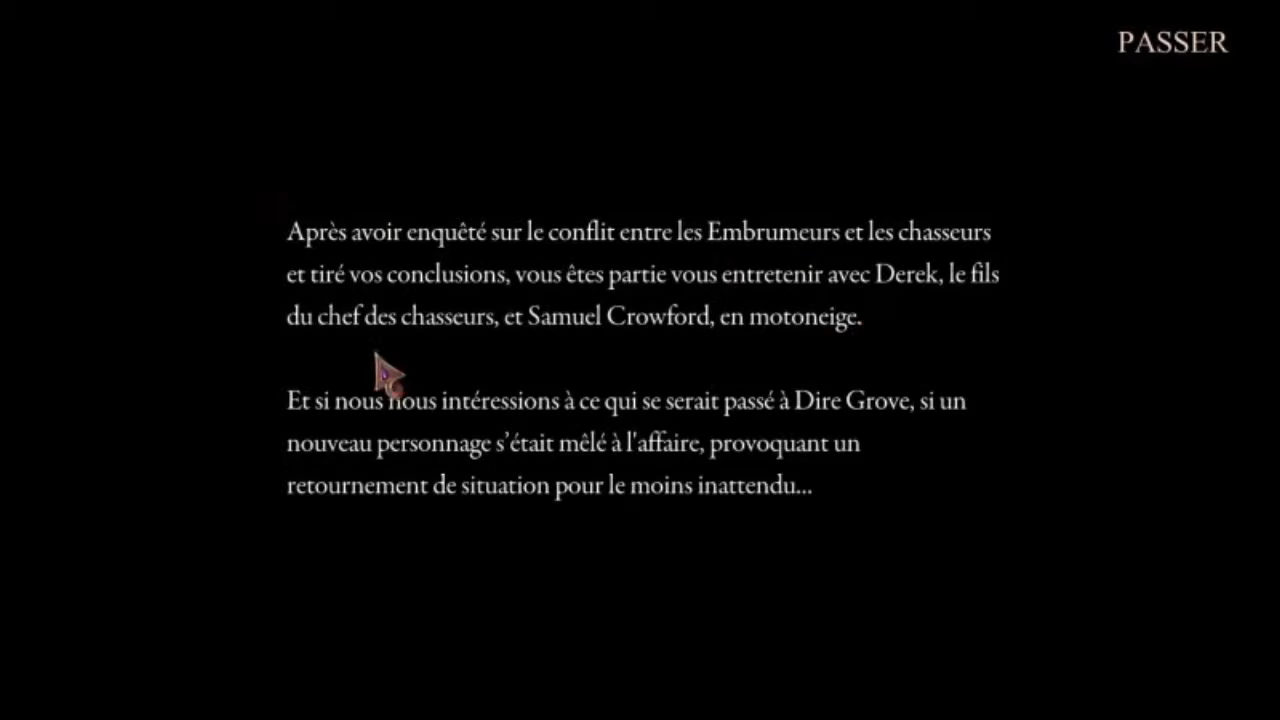 PASSER
Après avoir enquêté sur le conflit entre les Embrumeurs et les chasseurs
et tiré vos conclusions, vous êtes partie vous entretenir avec Derek, le fils
du chef des chasseurs, et Samuel Crowford, en motoneige.
Et si nous nous intéressions à ce qui se serait passé à Dire Grove, si un
nouveau personnage s’était mêlé à l'affaire, provoquant un
retournement de situation pour le moins inattendu...